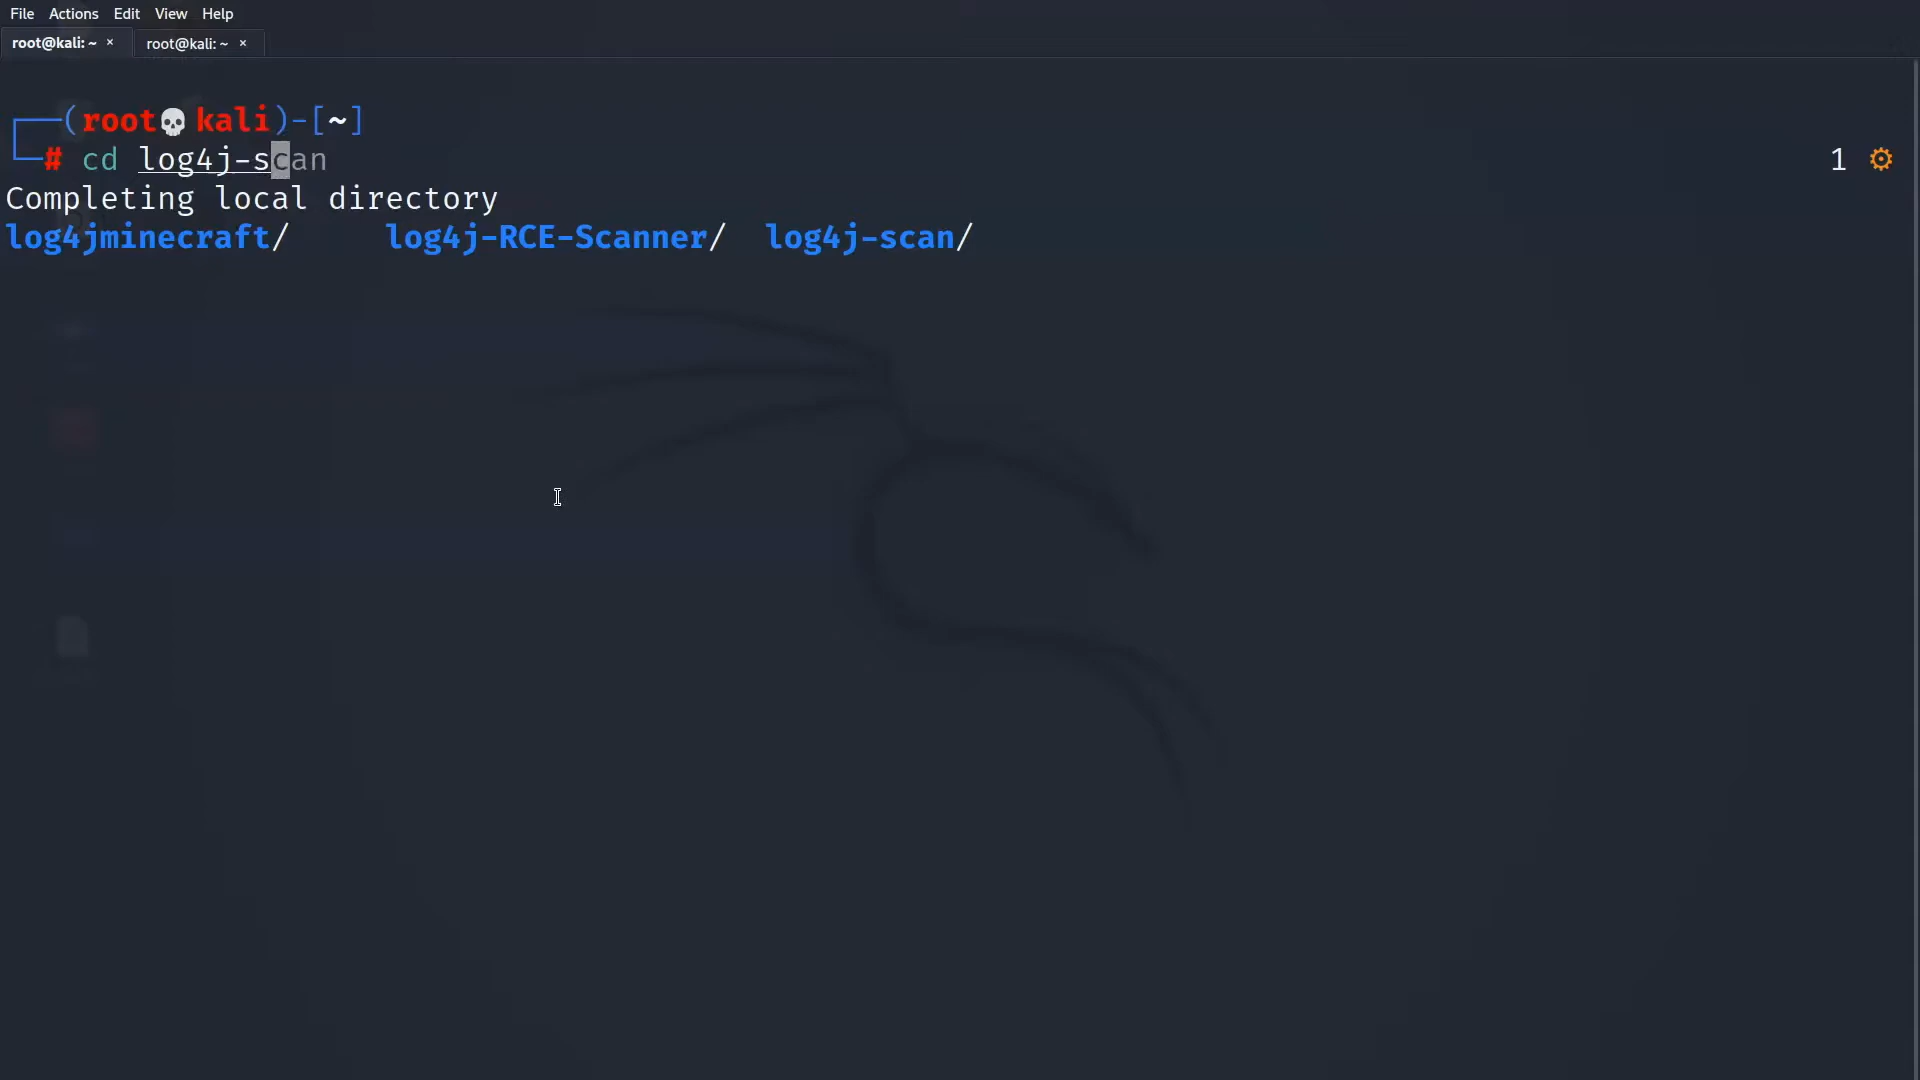 File Actions Edit View Help
root@kali: ~ × root@kali: ~ ×
┌──(root💀kali)-[~]
└─# cd log4j-scan 1 ⚙
Completing local directory
log4jminecraft/ log4j-RCE-Scanner/ log4j-scan/